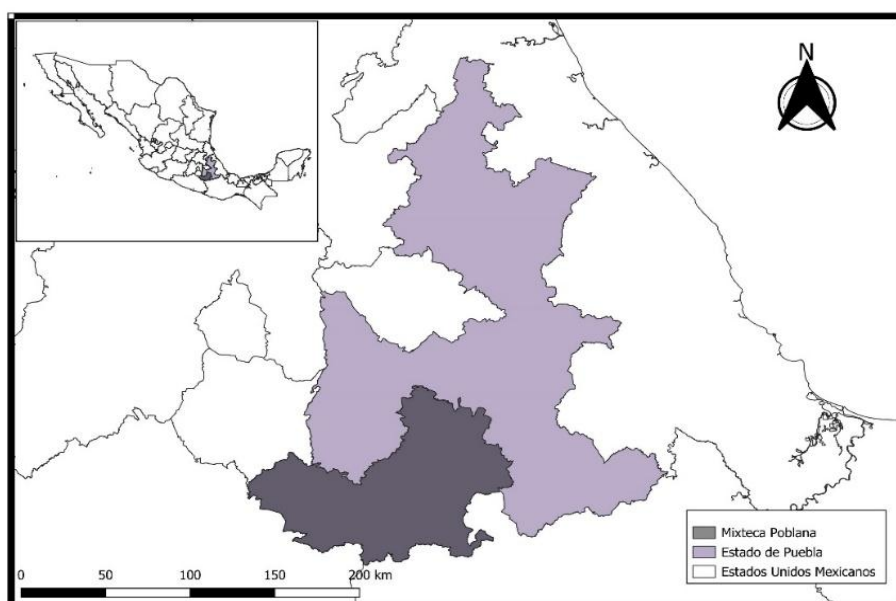 N
Mixteca Poblana
Estado de Puebla
Estados Unidos Mexicanos
0 50 100 150 200 km